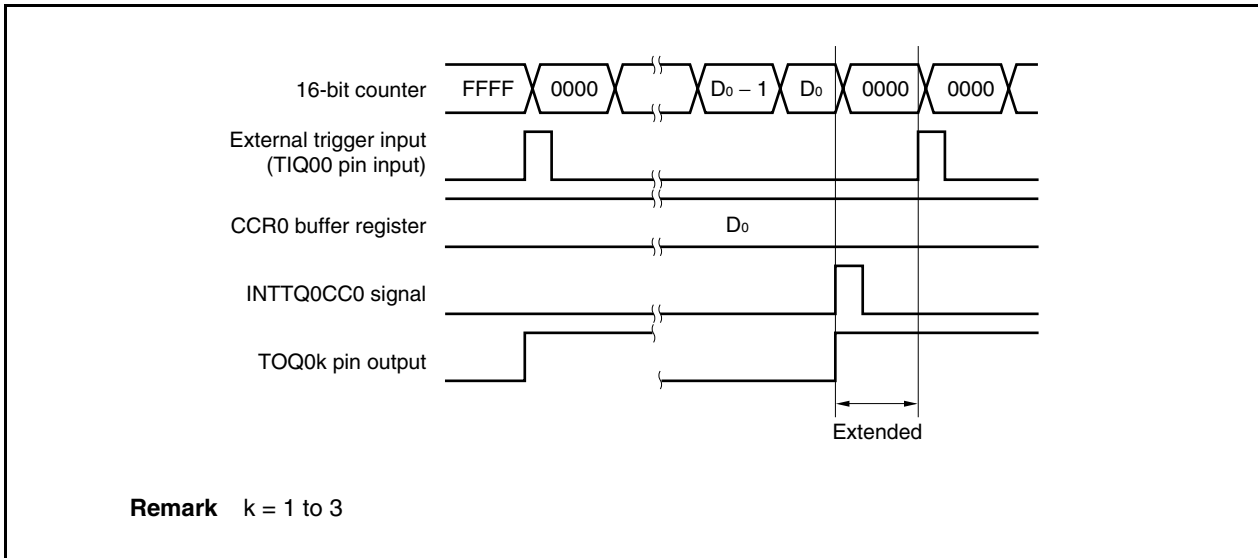 16-bit counter FFFF 0000 D₀ – 1 D₀ 0000 0000
External trigger input
(TIQ00 pin input)
CCR0 buffer register D₀
INTTQ0CC0 signal
TOQ0k pin output
Extended
Remark k = 1 to 3